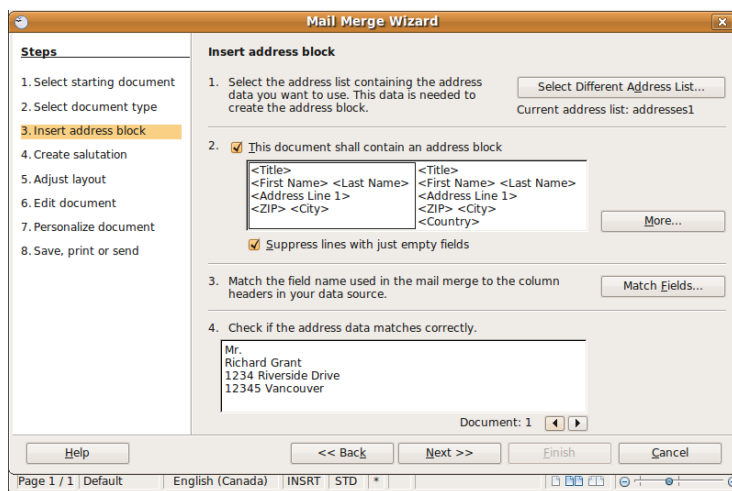 Mail Merge Wizard
Steps
1. Select starting document
2. Select document type
3. Insert address block
4. Create salutation
5. Adjust layout
6. Edit document
7. Personalize document
8. Save, print or send
Insert address block
1. Select the address list containing the address
data you want to use. This data is needed to
create the address block.
Select Different Address List...
Current address list: addresses1
2. This document shall contain an address block
<Title>
<First Name> <Last Name>
<Address Line 1>
<ZIP> <City>
<Title>
<First Name> <Last Name>
<Address Line 1>
<ZIP> <City>
<Country>
More...
Suppress lines with just empty fields
3. Match the field name used in the mail merge to the column
headers in your data source.
Match Fields...
4. Check if the address data matches correctly.
Mr.
Richard Grant
1234 Riverside Drive
12345 Vancouver
Document: 1
Help
<< Back
Next >>
Finish
Cancel
Page 1 / 1 Default English (Canada) INSRT STD *